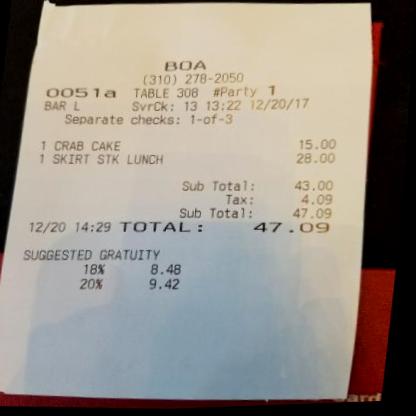 BOA
(310) 278-2050
0051a TABLE 308 #Party 1
BAR L SvrCk: 13 13:22 12/20/17
Separate checks: 1-of-3
1 CRAB CAKE 15.00
1 SKIRT STK LUNCH 28.00
Sub Total: 43.00
Tax: 4.09
Sub Total: 47.09
12/20 14:29 TOTAL: 47.09
SUGGESTED GRATUITY
18% 8.48
20% 9.42
Card